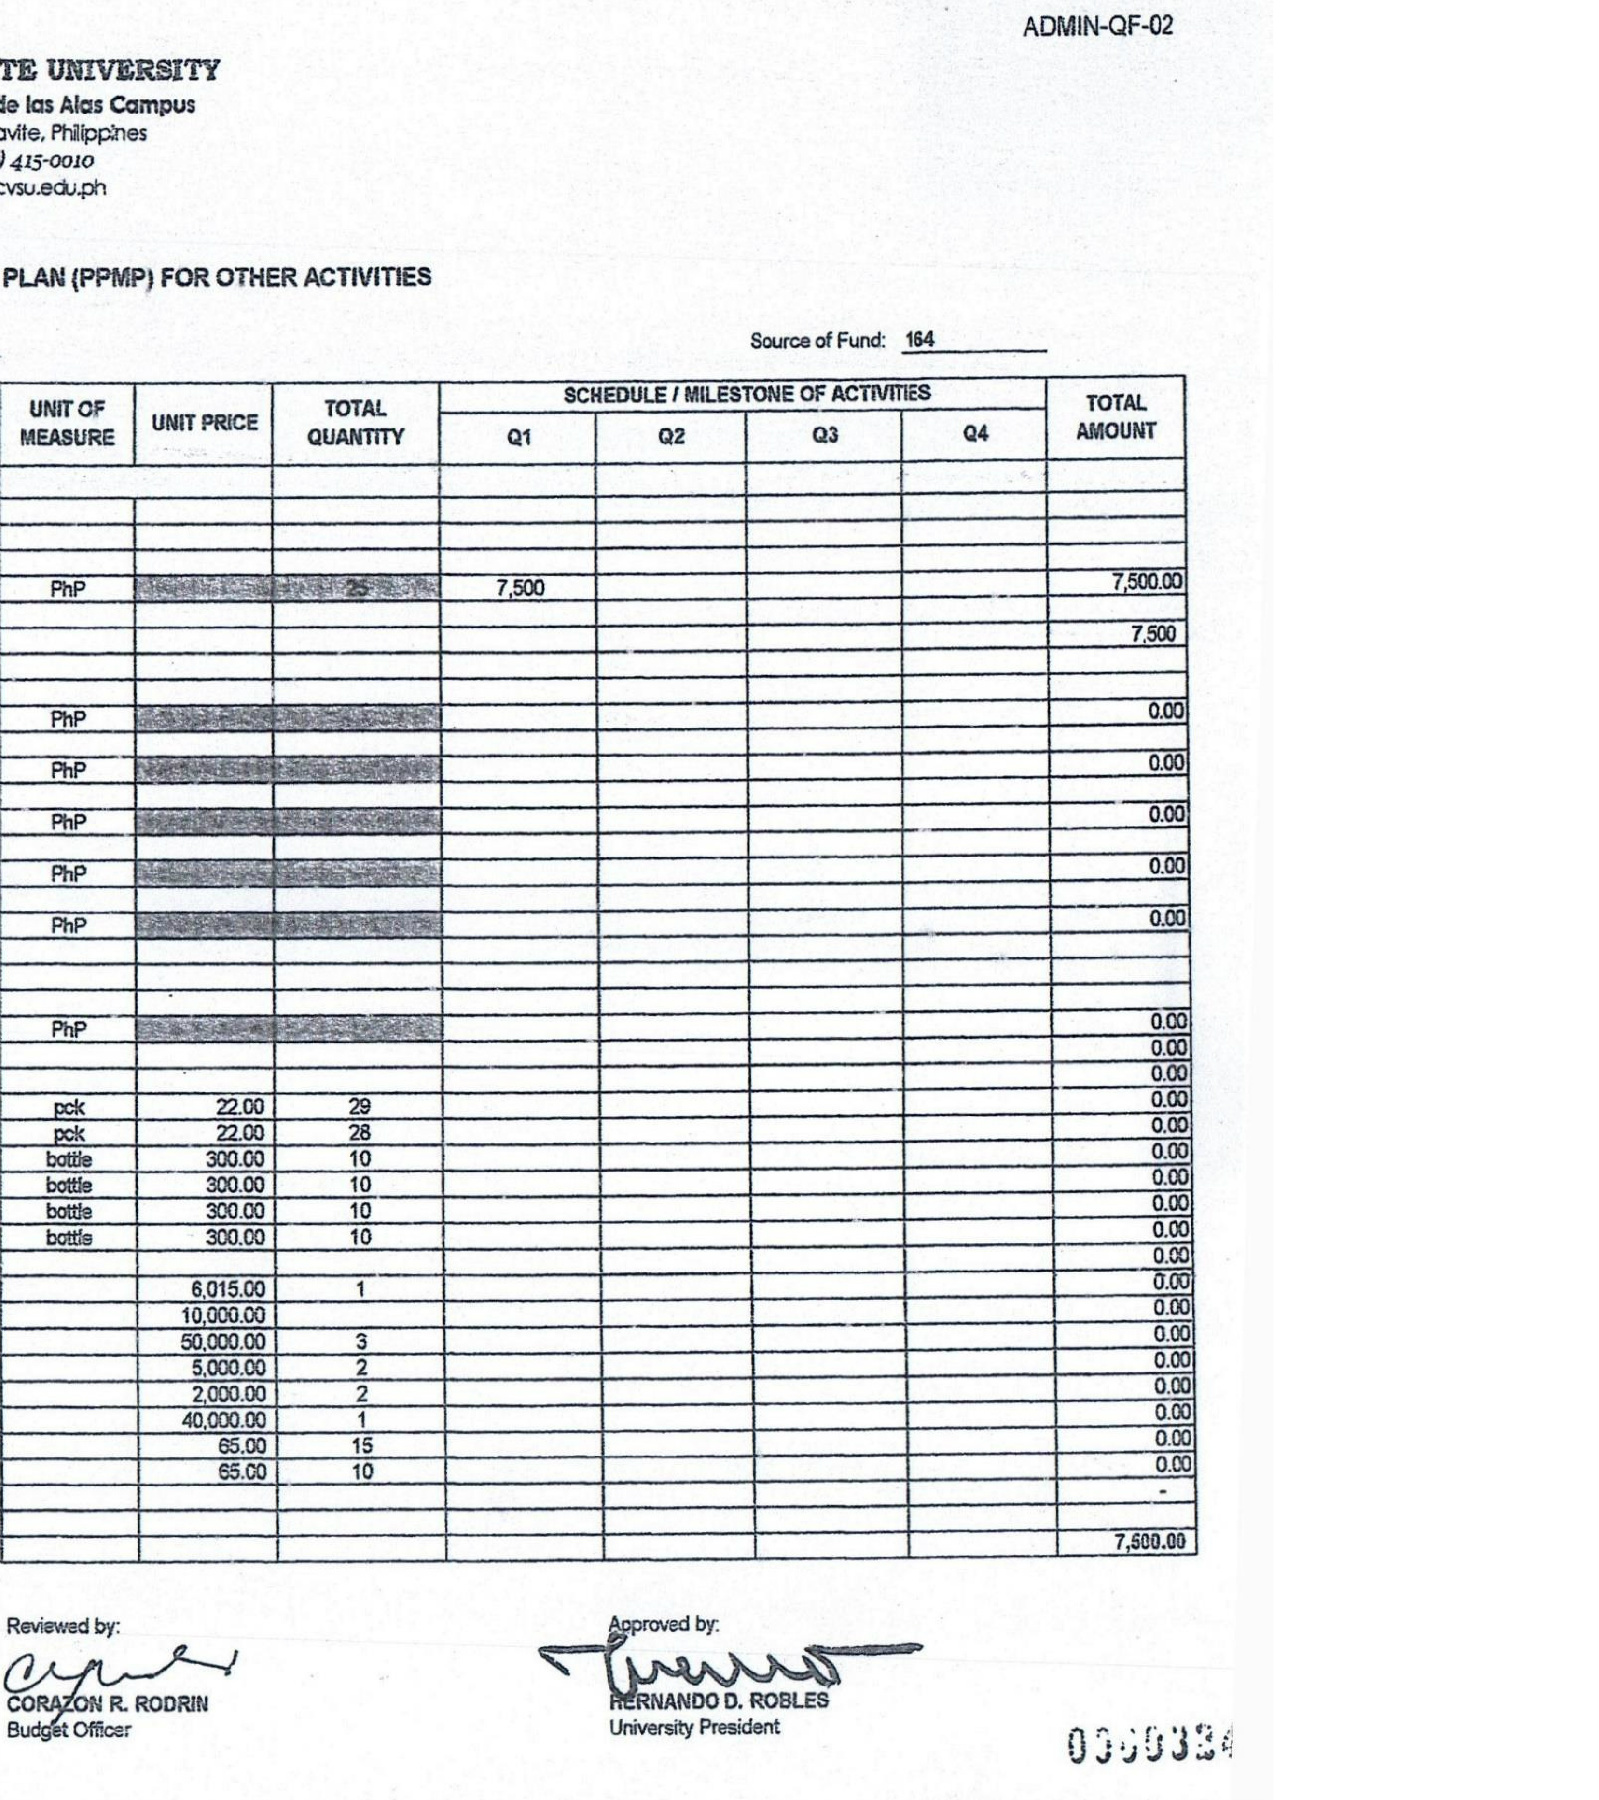 ADMIN-QF-02
TE UNIVERSITY
de las Alas Campus
avite, Philippines
) 415-0010
cvsu.edu.ph
PLAN (PPMP) FOR OTHER ACTIVITIES
Source of Fund: 164
UNIT OF MEASURE UNIT PRICE TOTAL QUANTITY SCHEDULE / MILESTONE OF ACTIVITIES TOTAL AMOUNT
Q1 Q2 Q3 Q4
PhP 25 7,500 7,500.00
7,500
PhP 0.00
PhP 0.00
PhP 0.00
PhP 0.00
PhP 0.00
PhP 0.00
0.00
0.00
pck 22.00 29 0.00
pck 22.00 28 0.00
bottle 300.00 10 0.00
bottle 300.00 10 0.00
bottle 300.00 10 0.00
bottle 300.00 10 0.00
0.00
6,015.00 1 0.00
10,000.00 0.00
50,000.00 3 0.00
5,000.00 2 0.00
2,000.00 2 0.00
40,000.00 1 0.00
65.00 15 0.00
65.00 10 0.00
-
7,500.00
Reviewed by: Approved by:
CORAZON R. RODRIN HERNANDO D. ROBLES
Budget Officer University President